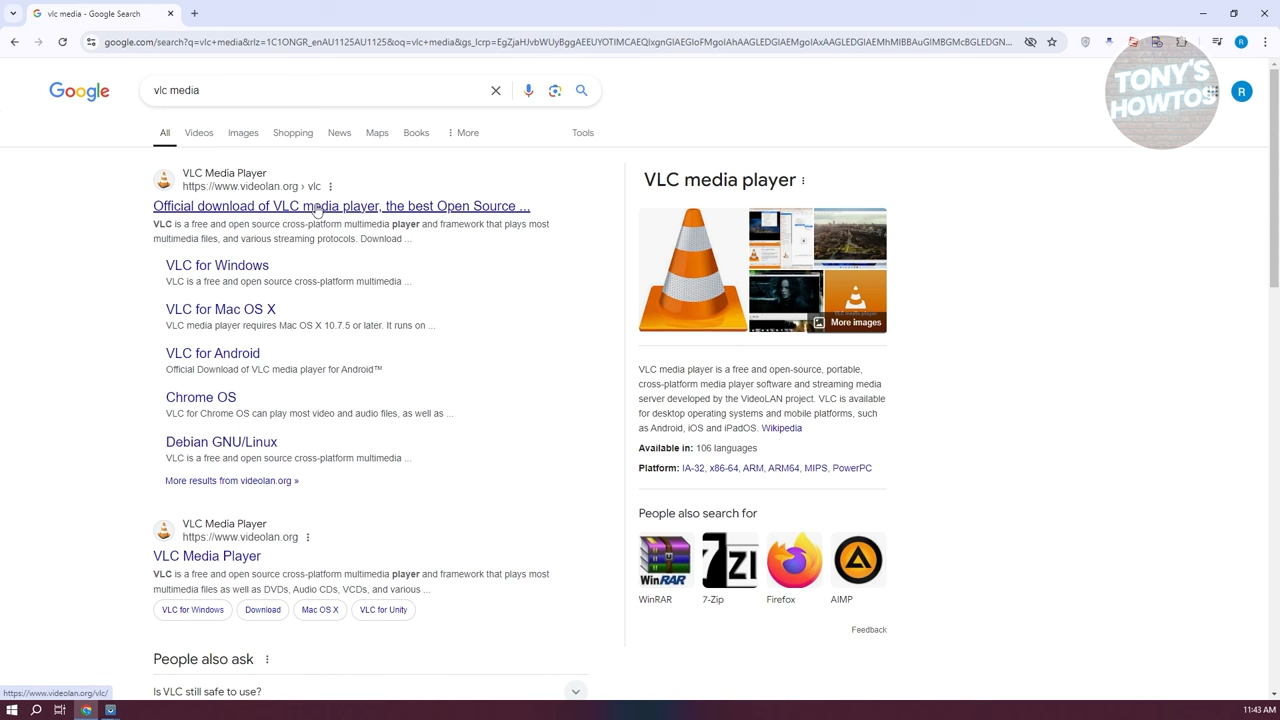 vlc media - Google Search
google.com/search?q=vlc+media&rlz=1C1ONGR_enAU1125AU1125&oq=vlc+media&gs_lcrp=
TONY'S
HOWTOS
Google
vlc media
R
R
All
Videos
Images
Shopping
News
Maps
Books
More
Tools
VLC Media Player
https://www.videolan.org › vlc
Official download of VLC media player, the best Open Source ...
VLC is a free and open source cross-platform multimedia player and framework that plays most
multimedia files, and various streaming protocols. Download ...
VLC for Windows
VLC is a free and open source cross-platform multimedia ...
VLC for Mac OS X
VLC media player requires Mac OS X 10.7.5 or later. It runs on ...
VLC for Android
Official Download of VLC media player for Android™
Chrome OS
VLC for Chrome OS can play most video and audio files, as well as ...
Debian GNU/Linux
VLC is a free and open source cross-platform multimedia ...
More results from videolan.org »
VLC Media Player
https://www.videolan.org
VLC Media Player
VLC is a free and open source cross-platform multimedia player and framework that plays most
multimedia files as well as DVDs, Audio CDs, VCDs, and various ...
VLC for Windows
Download
Mac OS X
VLC for Unity
People also ask
Is VLC still safe to use?
VLC media player
More images
VLC media player is a free and open-source, portable,
cross-platform media player software and streaming media
server developed by the VideoLAN project. VLC is available
for desktop operating systems and mobile platforms, such
as Android, iOS and iPadOS. Wikipedia
Available in: 106 languages
Platform: IA-32, x86-64, ARM, ARM64, MIPS, PowerPC
People also search for
WinRAR
7ZI
WinRAR
7-Zip
Firefox
AIMP
Feedback
https://www.videolan.org/vlc/
11:43 AM